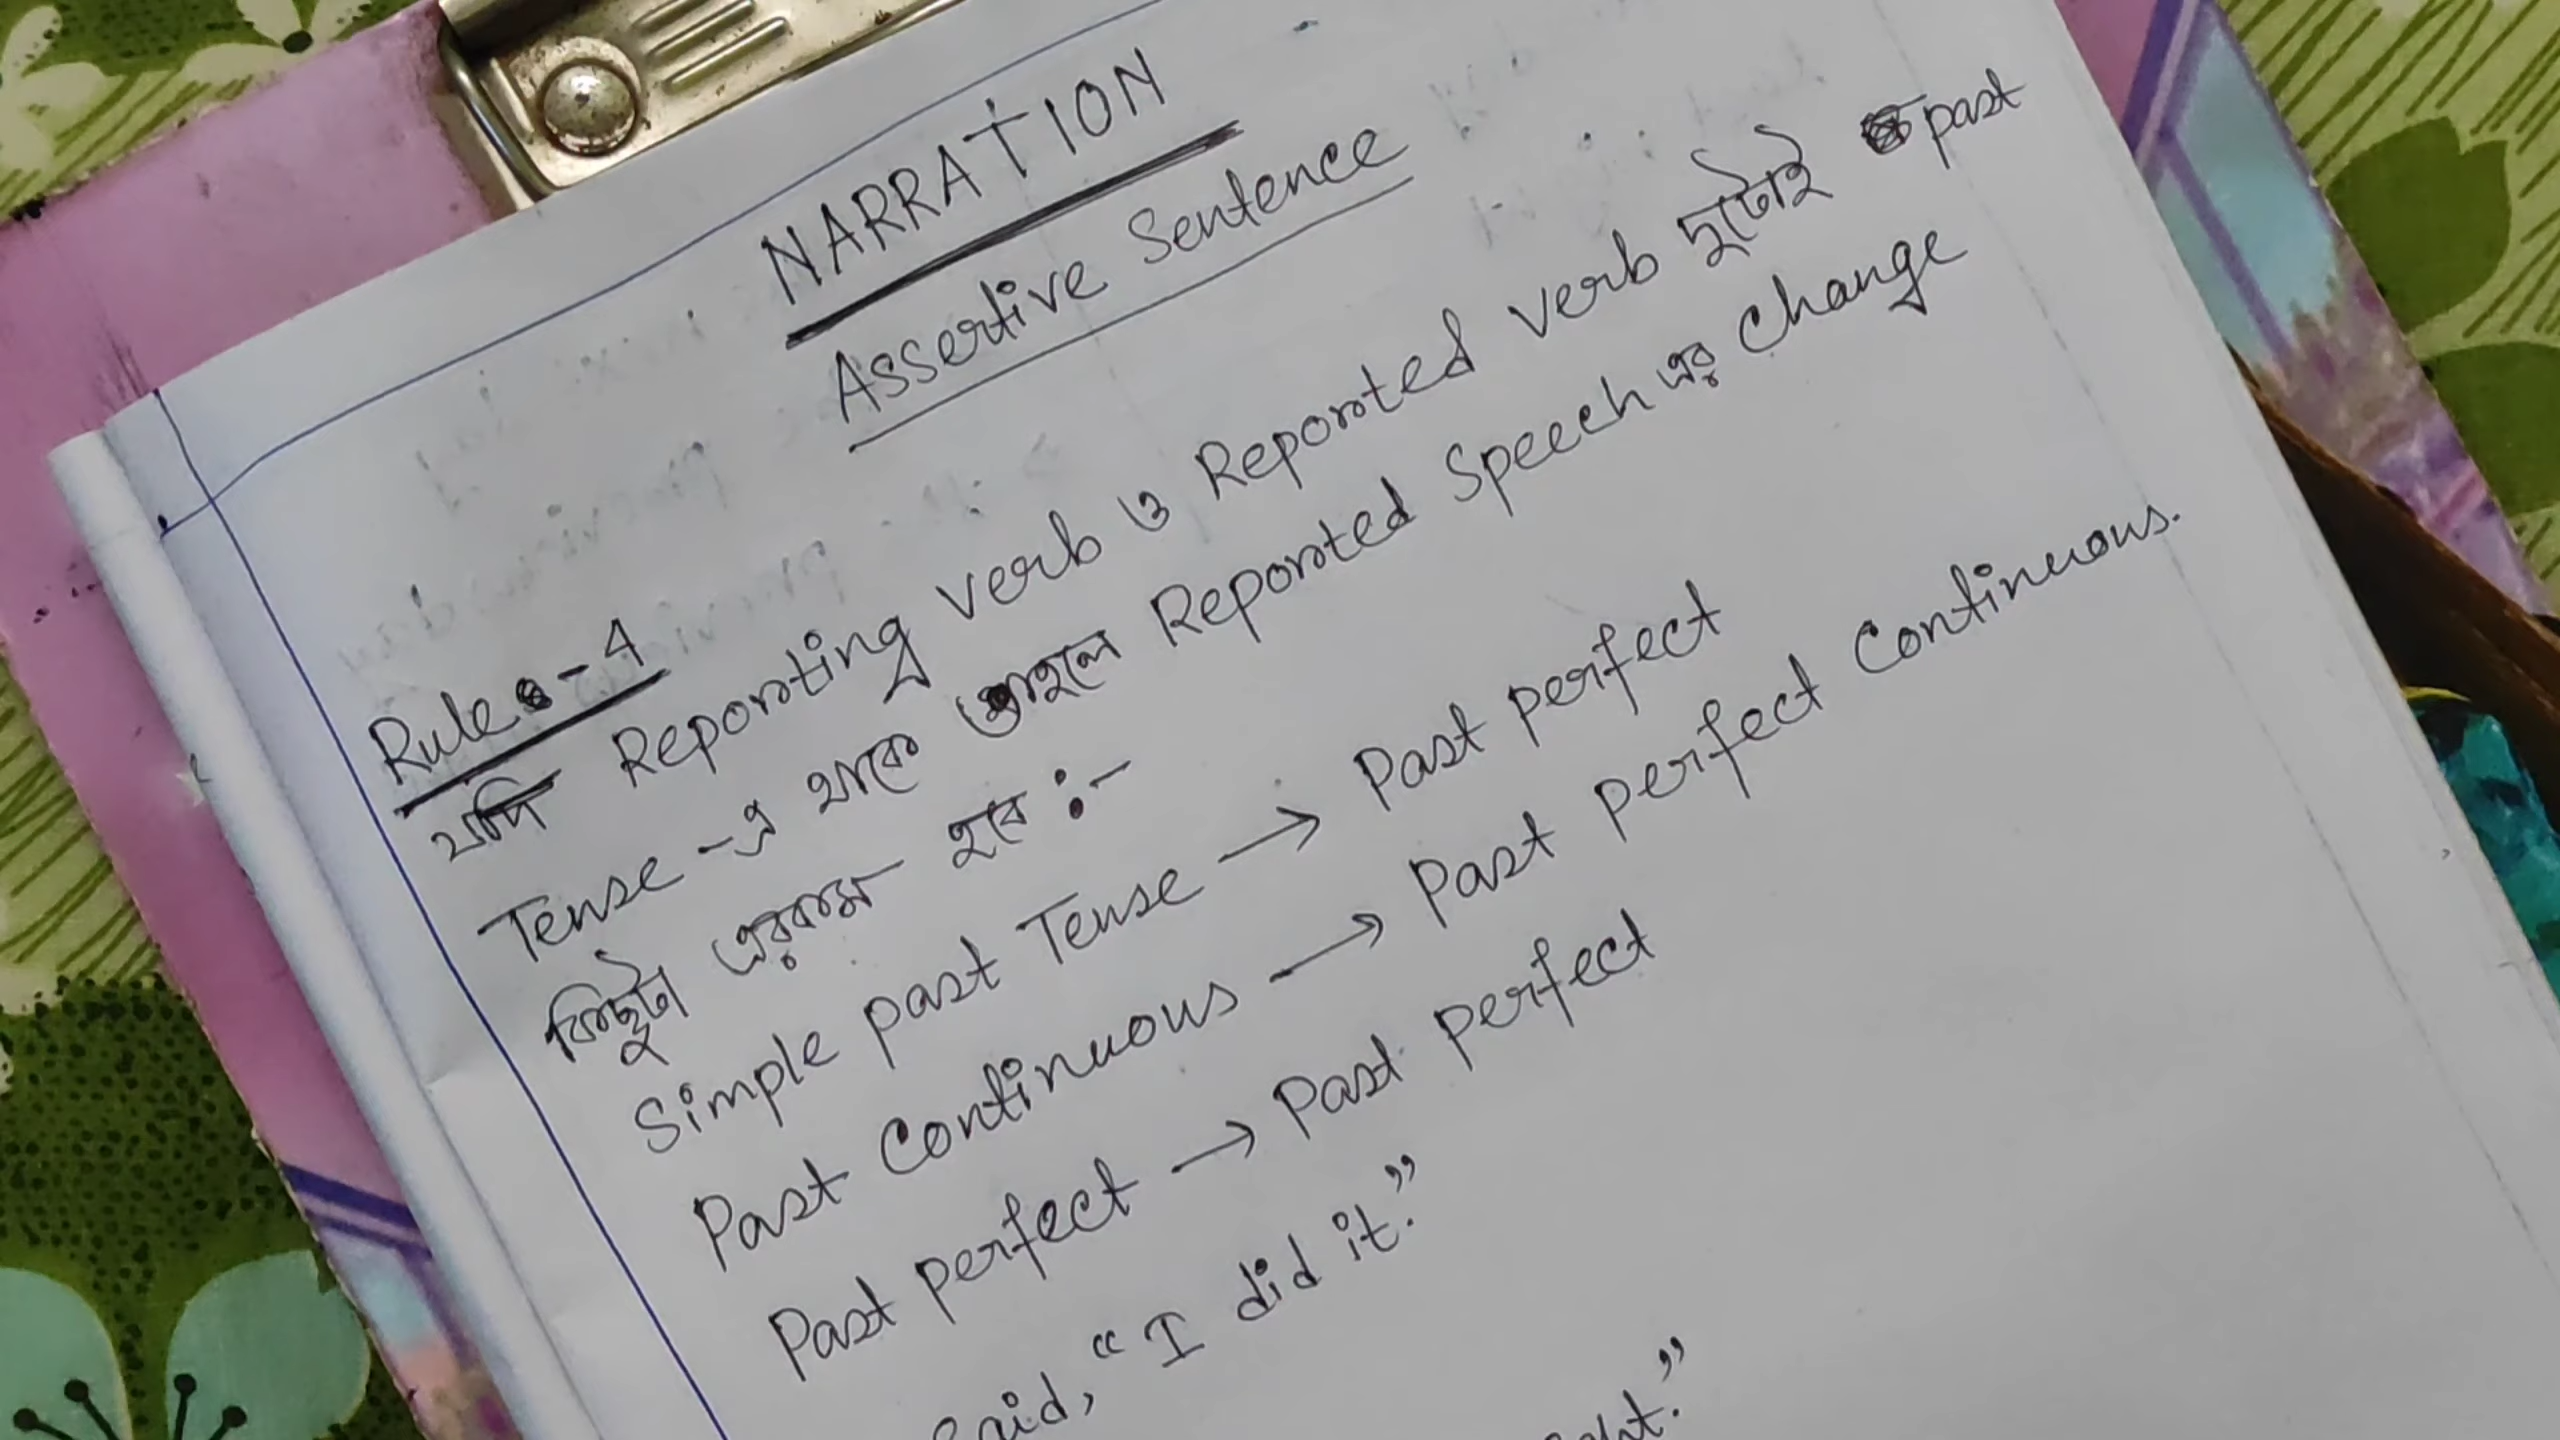 NARRATION
Assertive Sentence
Rule - 4
যদি Reporting verb ও Reported verb দুটোই past
Tense -এ থাকে তাহলে Reported Speech এর Change
কিছুটা এরকম হবে :-
Simple past Tense → Past perfect
Past Continuous → Past perfect Continuous.
Past perfect → Past perfect
Said, "I did it."